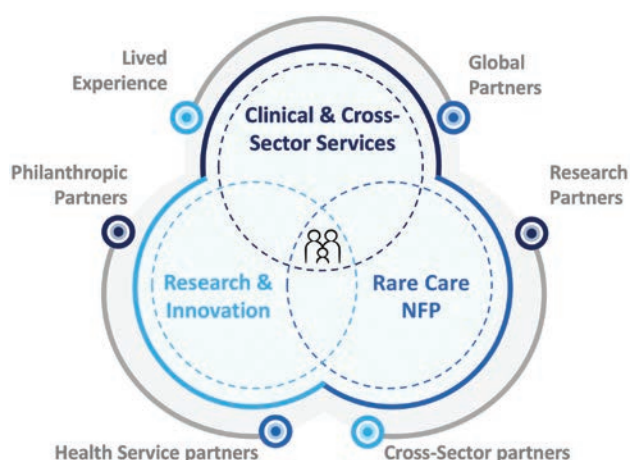 Lived
Experience
Global
Partners
Clinical & Cross-
Sector Services
Philanthropic
Partners
Research
Partners
Research &
Innovation
Rare Care
NFP
Health Service partners
Cross-Sector partners